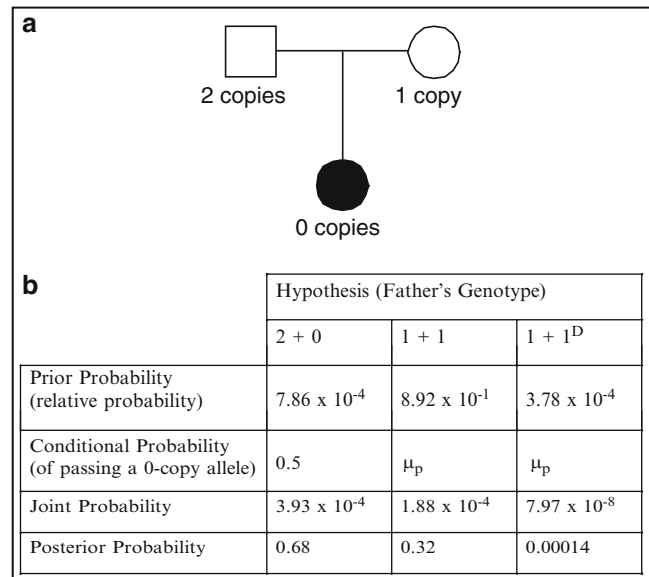 a
2 copies 1 copy
0 copies
b
Hypothesis (Father's Genotype)
2 + 0 1 + 1 1 + 1ᴰ
Prior Probability
(relative probability) 7.86 x 10⁻⁴ 8.92 x 10⁻¹ 3.78 x 10⁻⁴
Conditional Probability
(of passing a 0-copy allele) 0.5 μₚ μₚ
Joint Probability 3.93 x 10⁻⁴ 1.88 x 10⁻⁴ 7.97 x 10⁻⁸
Posterior Probability 0.68 0.32 0.00014